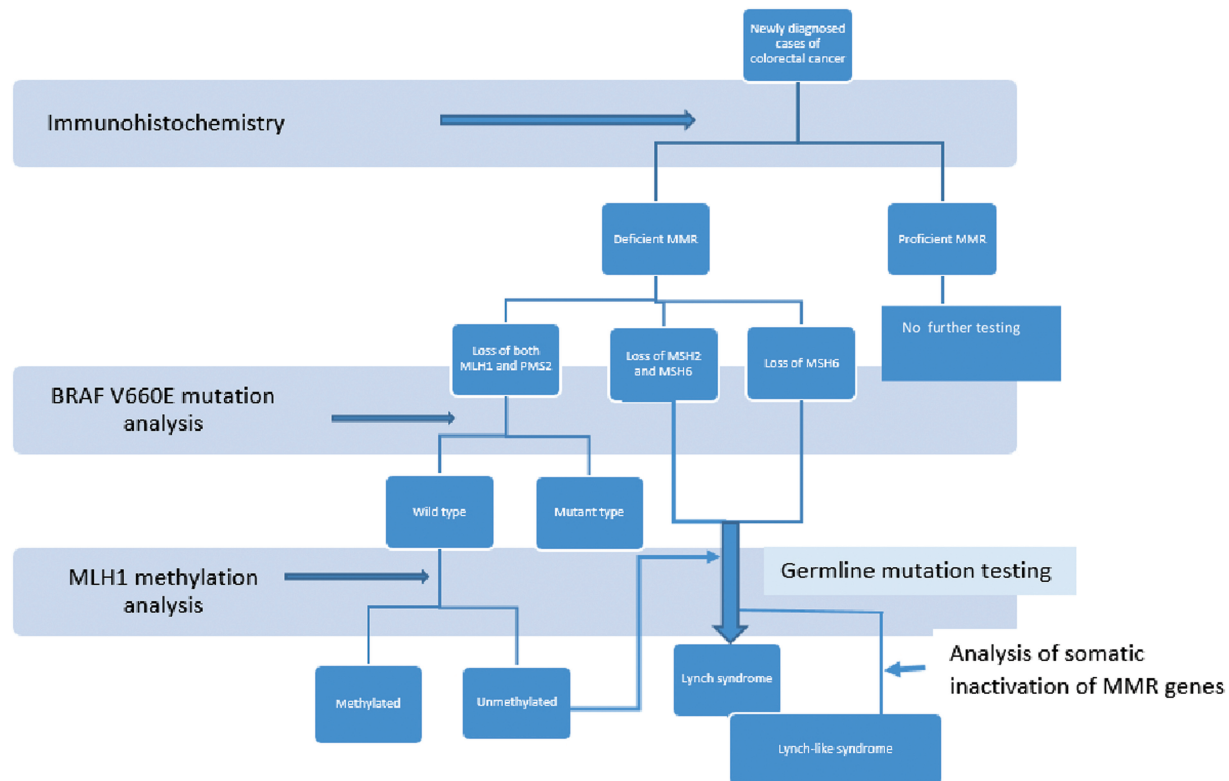 Newly diagnosed
cases of
colorectal cancer
Immunohistochemistry
Deficient MMR
Proficient MMR
No further testing
Loss of both
MLH1 and PMS2
Loss of MSH2
and MSH6
Loss of MSH6
BRAF V660E mutation
analysis
Wild type
Mutant type
MLH1 methylation
analysis
Germline mutation testing
Methylated
Unmethylated
Lynch syndrome
Analysis of somatic
inactivation of MMR genes
Lynch-like syndrome